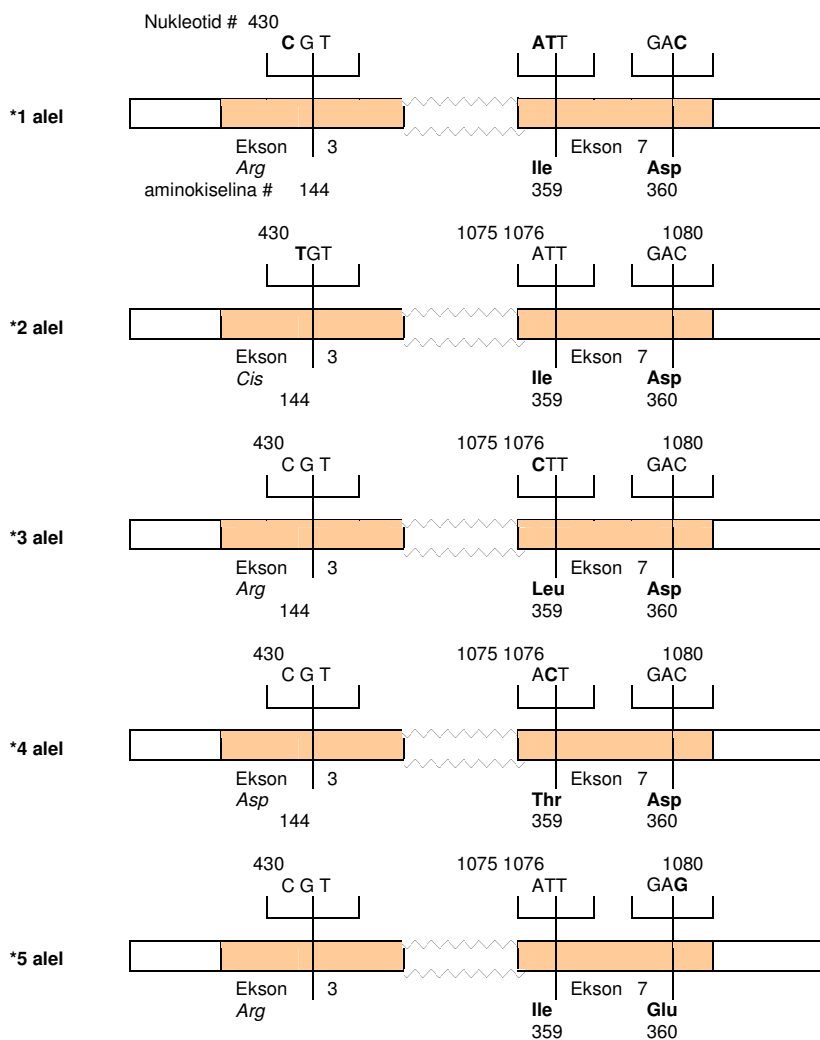 Nukleotid # 430
C G T ATT GAC
*1 alel
Ekson 3 Ekson 7
Arg Ile Asp
aminokiselina # 144 359 360
430 1075 1076 1080
TGT ATT GAC
*2 alel
Ekson 3 Ekson 7
Cis Ile Asp
144 359 360
430 1075 1076 1080
C G T CTT GAC
*3 alel
Ekson 3 Ekson 7
Arg Leu Asp
144 359 360
430 1075 1076 1080
C G T ACT GAC
*4 alel
Ekson 3 Ekson 7
Asp Thr Asp
144 359 360
430 1075 1076 1080
C G T ATT GAG
*5 alel
Ekson 3 Ekson 7
Arg Ile Glu
359 360